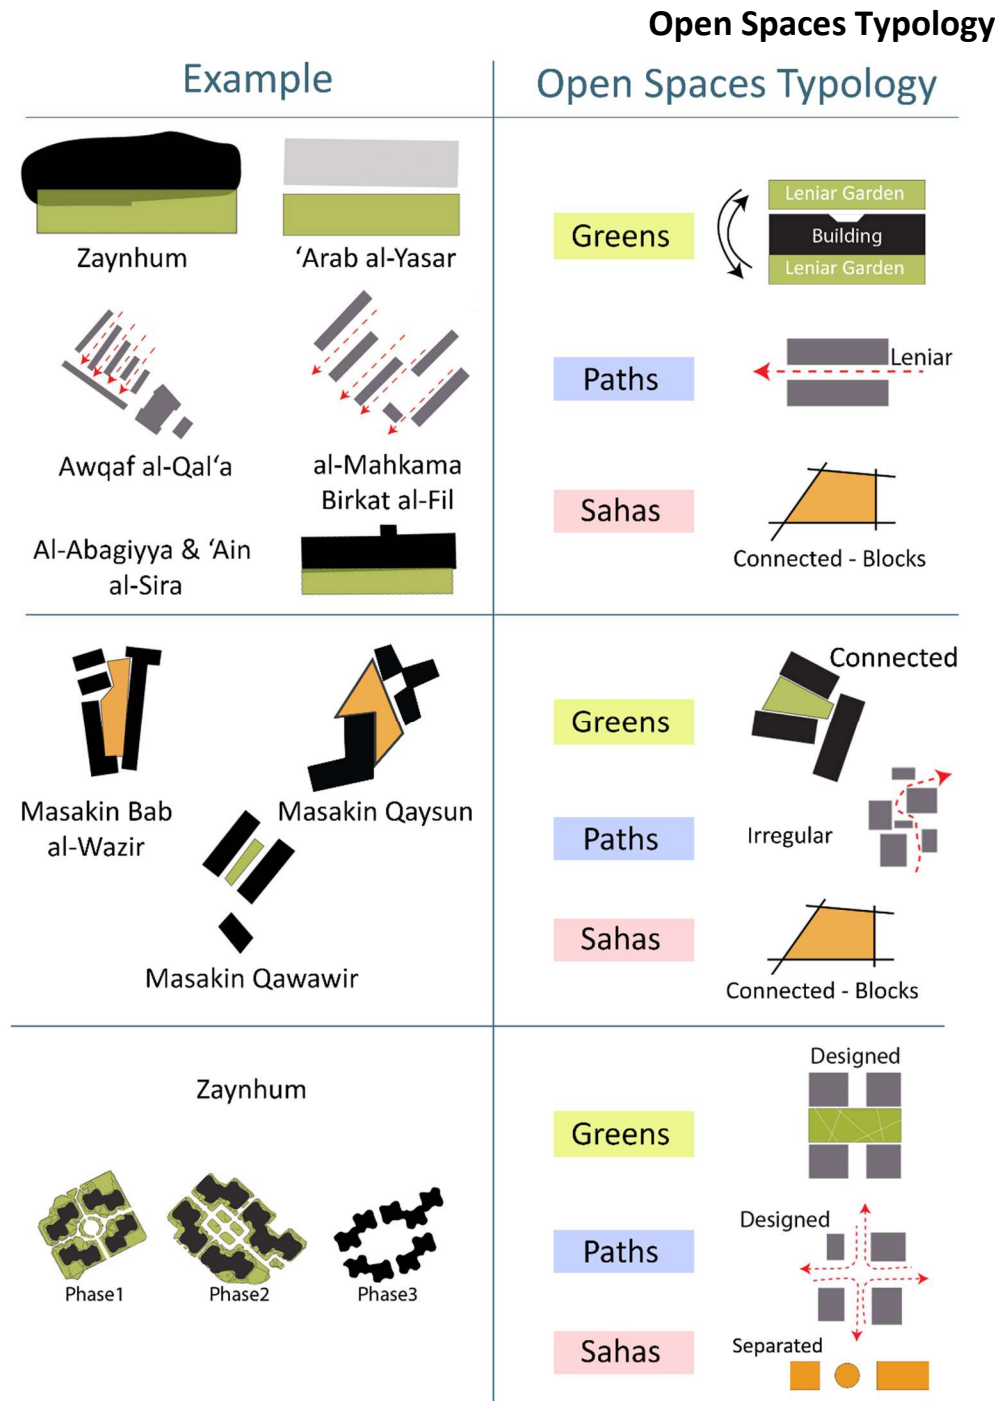 Open Spaces Typology
Example
Open Spaces Typology
Zaynhum
‘Arab al-Yasar
Awqaf al-Qal‘a
al-Mahkama
Birkat al-Fil
Al-Abagiyya & ‘Ain
al-Sira
Greens
Leniar Garden
Building
Leniar Garden
Paths
Leniar
Sahas
Connected - Blocks
Masakin Bab
al-Wazir
Masakin Qaysun
Masakin Qawawir
Greens
Connected
Paths
Irregular
Sahas
Connected - Blocks
Zaynhum
Phase1
Phase2
Phase3
Greens
Designed
Paths
Designed
Sahas
Separated